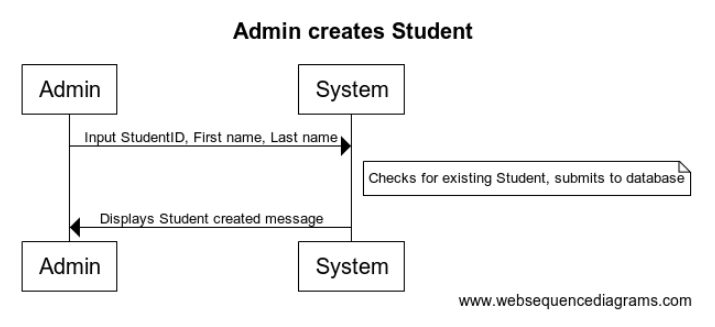 Admin creates Student
Admin System
Input StudentID, First name, Last name
Checks for existing Student, submits to database
Displays Student created message
Admin System
www.websequencediagrams.com